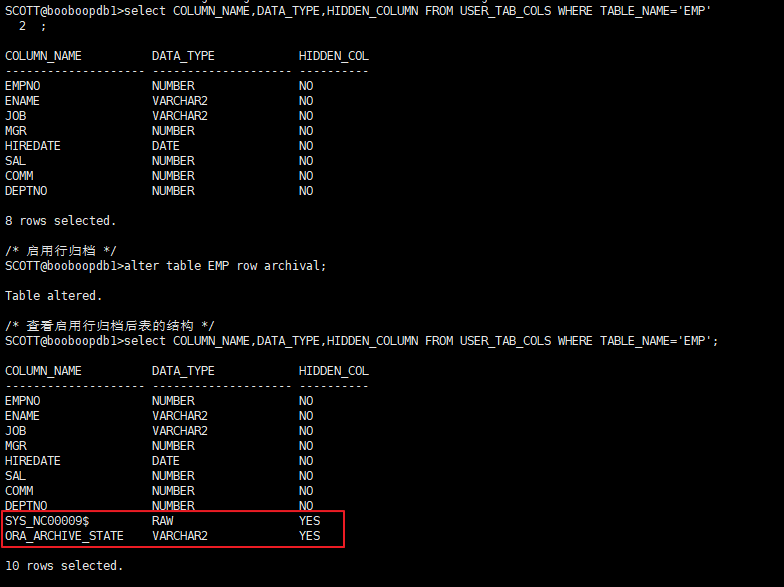 SCOTT@booboopdb1>select COLUMN_NAME,DATA_TYPE,HIDDEN_COLUMN FROM USER_TAB_COLS WHERE TABLE_NAME='EMP'
  2  ;
COLUMN_NAME          DATA_TYPE            HIDDEN_COL
-------------------- -------------------- ----------
EMPNO                NUMBER               NO
ENAME                VARCHAR2             NO
JOB                  VARCHAR2             NO
MGR                  NUMBER               NO
HIREDATE             DATE                 NO
SAL                  NUMBER               NO
COMM                 NUMBER               NO
DEPTNO               NUMBER               NO
8 rows selected.
/* 启用行归档 */
SCOTT@booboopdb1>alter table EMP row archival;
Table altered.
/* 查看启用行归档后表的结构 */
SCOTT@booboopdb1>select COLUMN_NAME,DATA_TYPE,HIDDEN_COLUMN FROM USER_TAB_COLS WHERE TABLE_NAME='EMP';
COLUMN_NAME          DATA_TYPE            HIDDEN_COL
-------------------- -------------------- ----------
EMPNO                NUMBER               NO
ENAME                VARCHAR2             NO
JOB                  VARCHAR2             NO
MGR                  NUMBER               NO
HIREDATE             DATE                 NO
SAL                  NUMBER               NO
COMM                 NUMBER               NO
DEPTNO               NUMBER               NO
SYS_NC00009$         RAW                  YES
ORA_ARCHIVE_STATE    VARCHAR2             YES
10 rows selected.